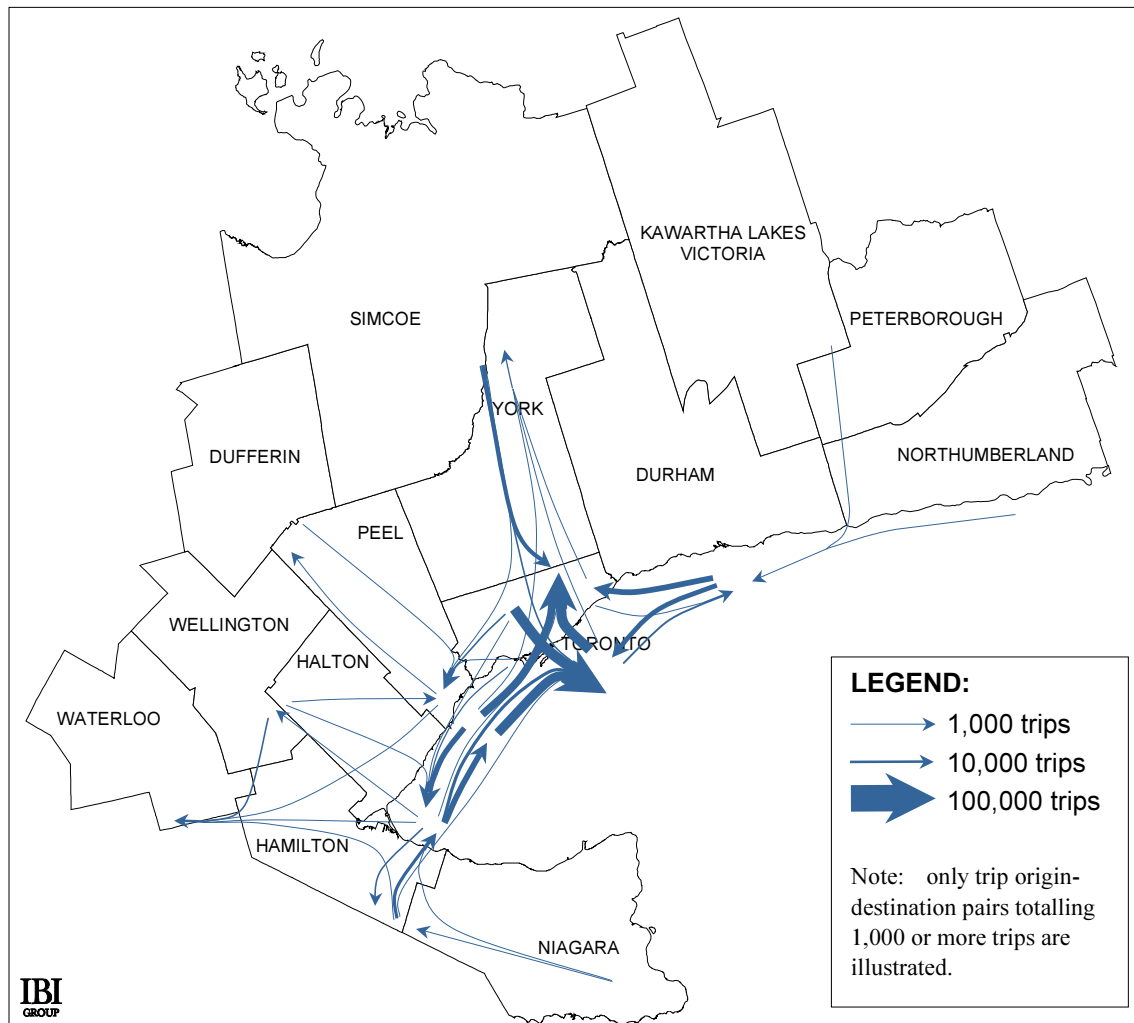 KAWARTHA LAKES
VICTORIA
PETERBOROUGH
SIMCOE
YORK
NORTHUMBERLAND
DUFFERIN
DURHAM
PEEL
WELLINGTON
TORONTO
HALTON
WATERLOO
HAMILTON
NIAGARA
LEGEND:
1,000 trips
10,000 trips
100,000 trips
Note: only trip origin-
destination pairs totalling
1,000 or more trips are
illustrated.
IBI
GROUP